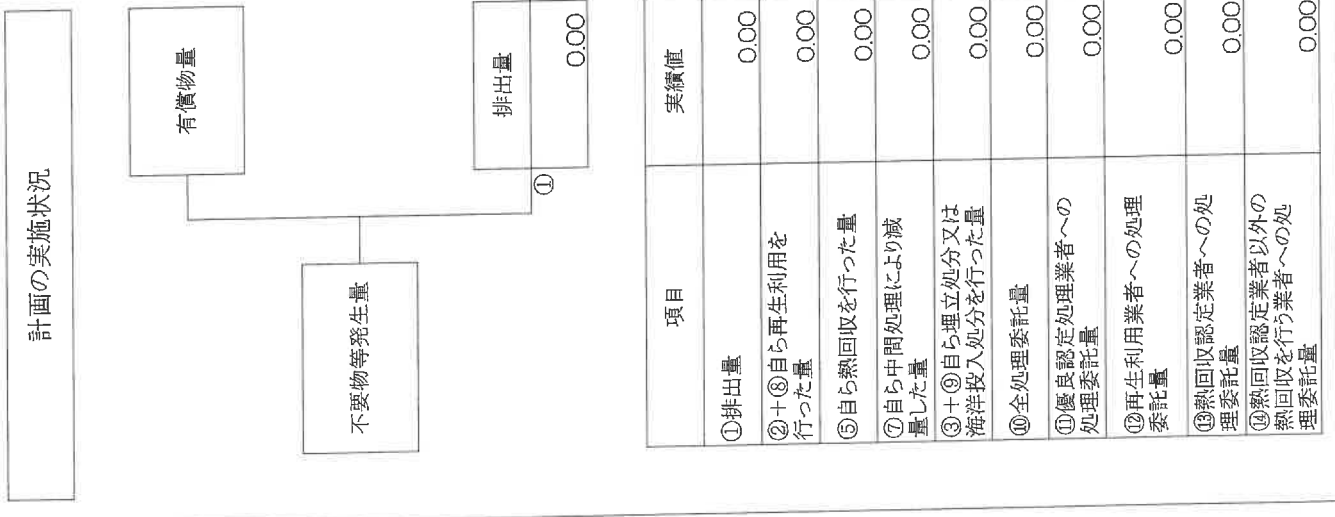 計画の実施状況
有償物量
不要物等発生量
排出量
①
0.00
項目
実績値
①排出量
0.00
②+⑧自ら再生利用を
行った量
0.00
⑤自ら熱回収を行った量
0.00
⑦自ら中間処理により減
量した量
0.00
③+⑨自ら埋立処分又は
海洋投入処分を行った量
0.00
⑩全処理委託量
0.00
⑪優良認定処理業者への
処理委託量
0.00
⑫再生利用業者への処理
委託量
0.00
⑬熱回収認定業者への処
理委託量
0.00
⑭熱回収認定業者以外の
熱回収を行う業者への処
理委託量
0.00